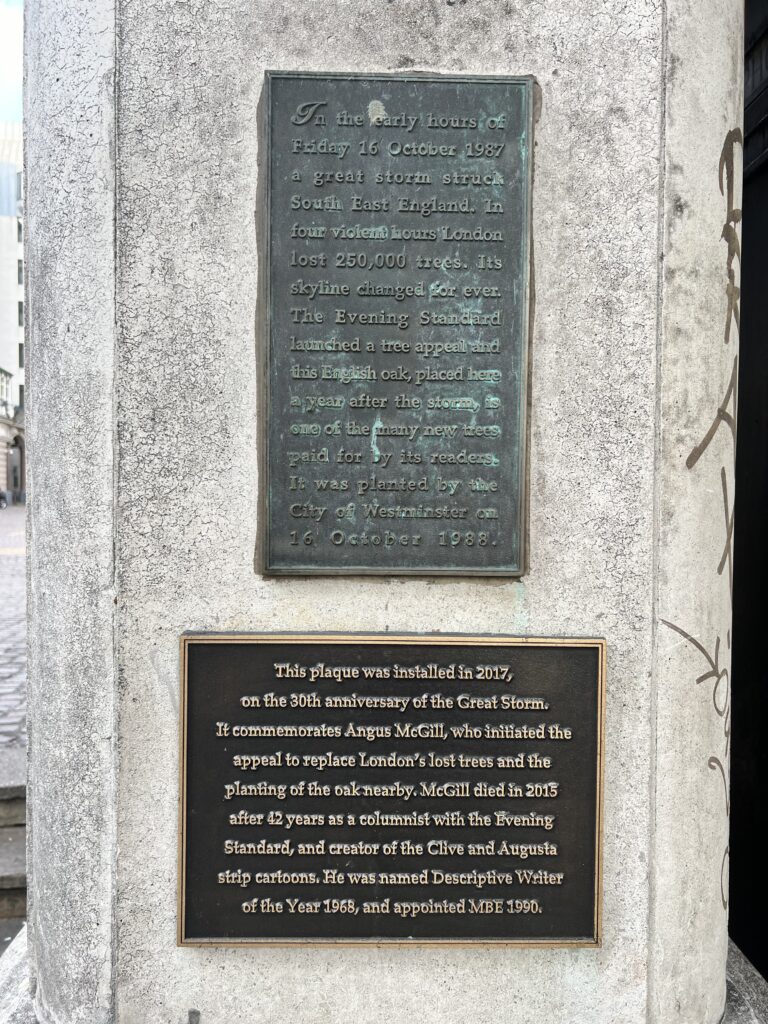 In the early hours of
Friday 16 October 1987
a great storm struck
South East England. In
four violent hours London
lost 250,000 trees. Its
skyline changed for ever.
The Evening Standard
launched a tree appeal and
this English oak, placed here
a year after the storm, is
one of the many new trees
paid for by its readers.
It was planted by the
City of Westminster on
16 October 1988.
This plaque was installed in 2017,
on the 30th anniversary of the Great Storm.
It commemorates Angus McGill, who initiated the
appeal to replace London's lost trees and the
planting of the oak nearby. McGill died in 2015
after 42 years as a columnist with the Evening
Standard, and creator of the Clive and Augusta
strip cartoons. He was named Descriptive Writer
of the Year 1968, and appointed MBE 1990.